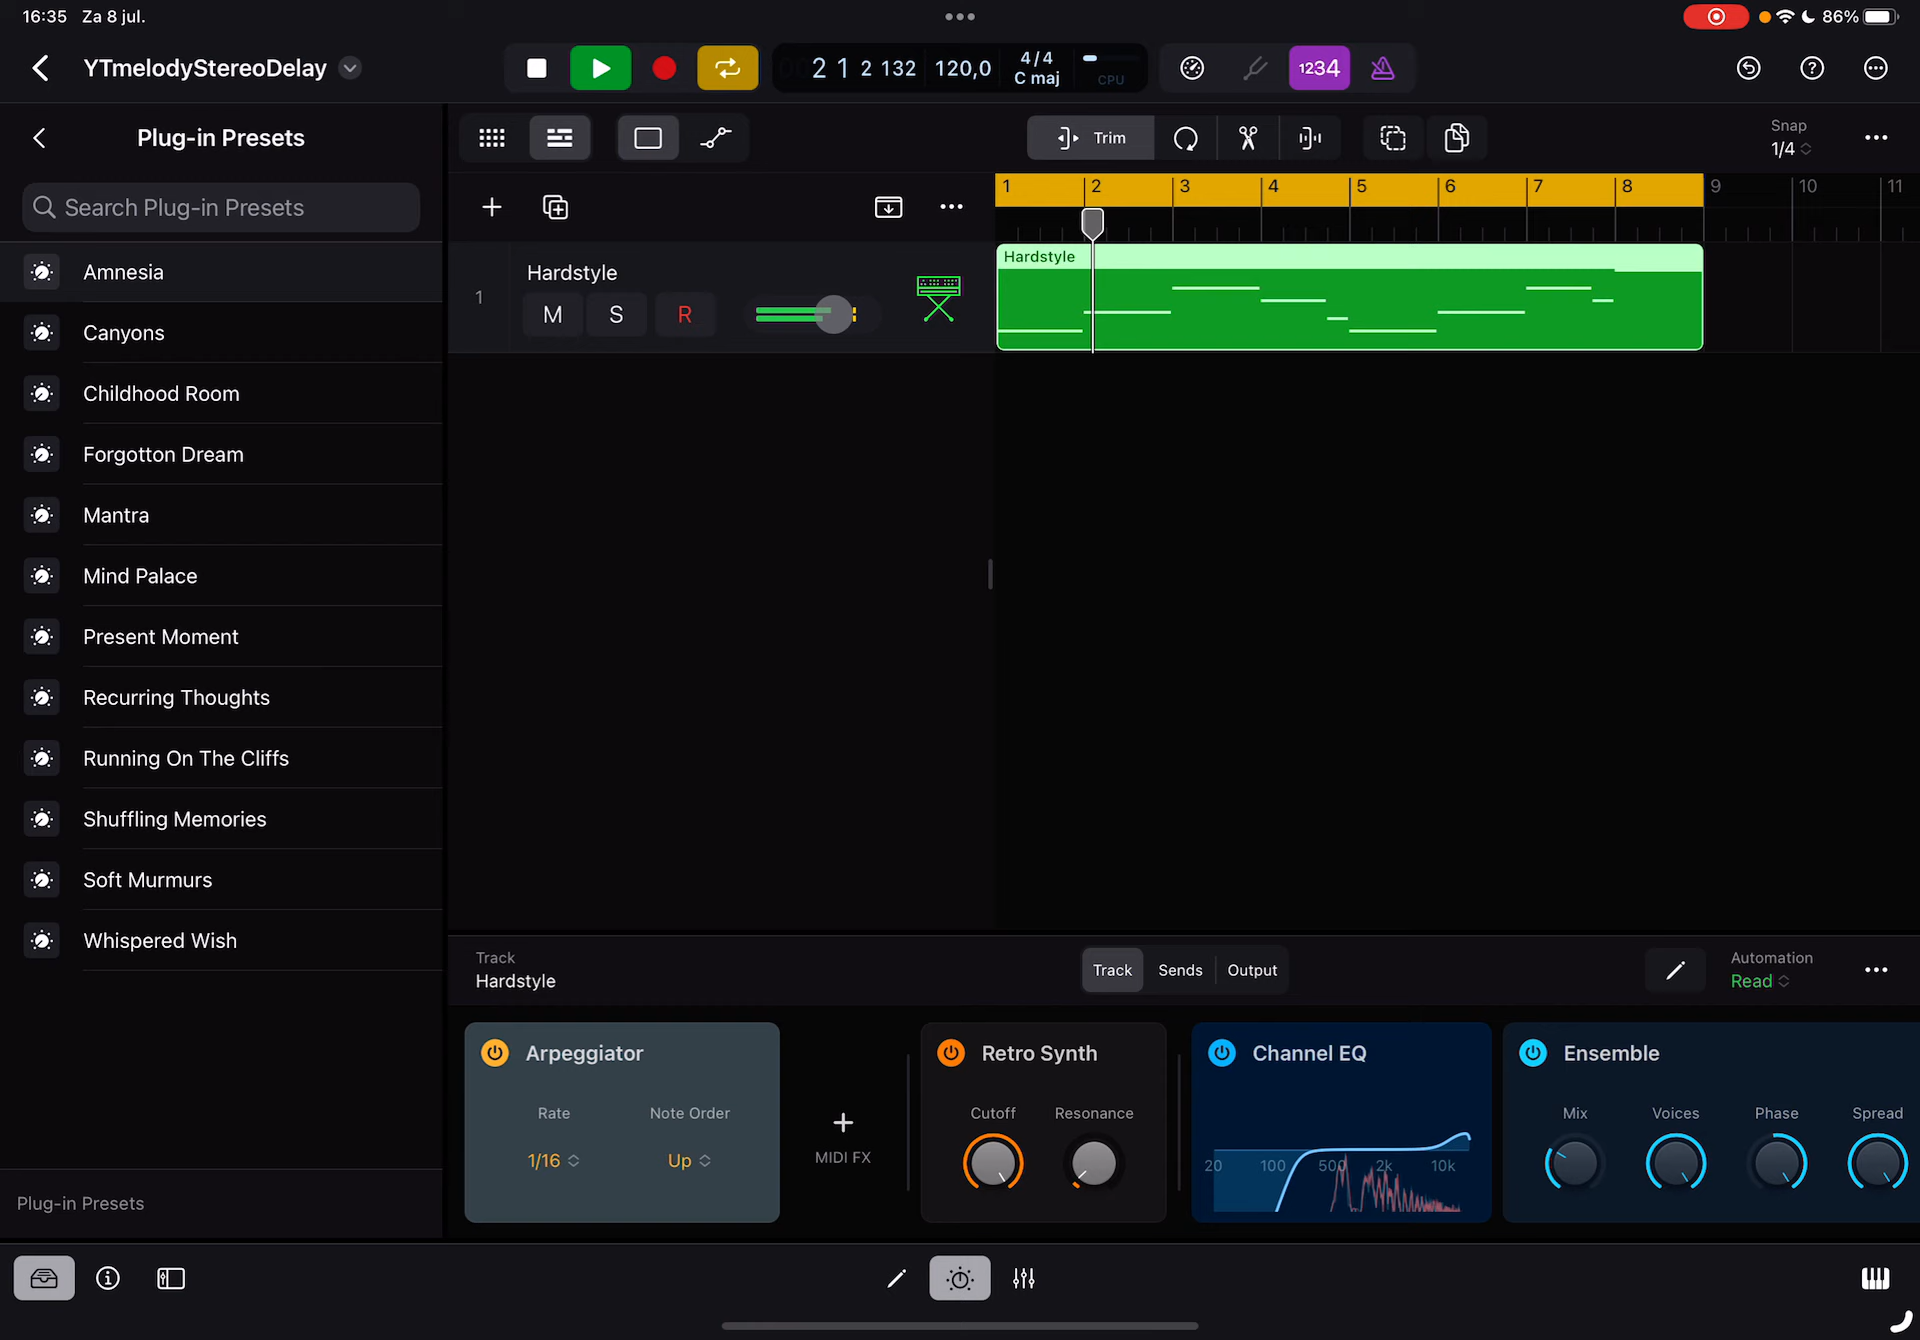 16:35 Za 8 jul.
86%
YTmelodyStereoDelay
2 1 2 132
120,0
4/4
C maj
CPU
1234
Plug-in Presets
Trim
Snap
1/4
Search Plug-in Presets
1 2 3 4 5 6 7 8 9 10 11
Amnesia
Canyons
Childhood Room
Forgotton Dream
Mantra
Mind Palace
Present Moment
Recurring Thoughts
Running On The Cliffs
Shuffling Memories
Soft Murmurs
Whispered Wish
Plug-in Presets
1
Hardstyle
M S R
Hardstyle
Track
Hardstyle
Track Sends Output
Automation
Read
Arpeggiator
Rate Note Order
1/16 Up
MIDI FX
Retro Synth
Cutoff Resonance
Channel EQ
20 100 500 2k 10k
Ensemble
Mix Voices Phase Spread